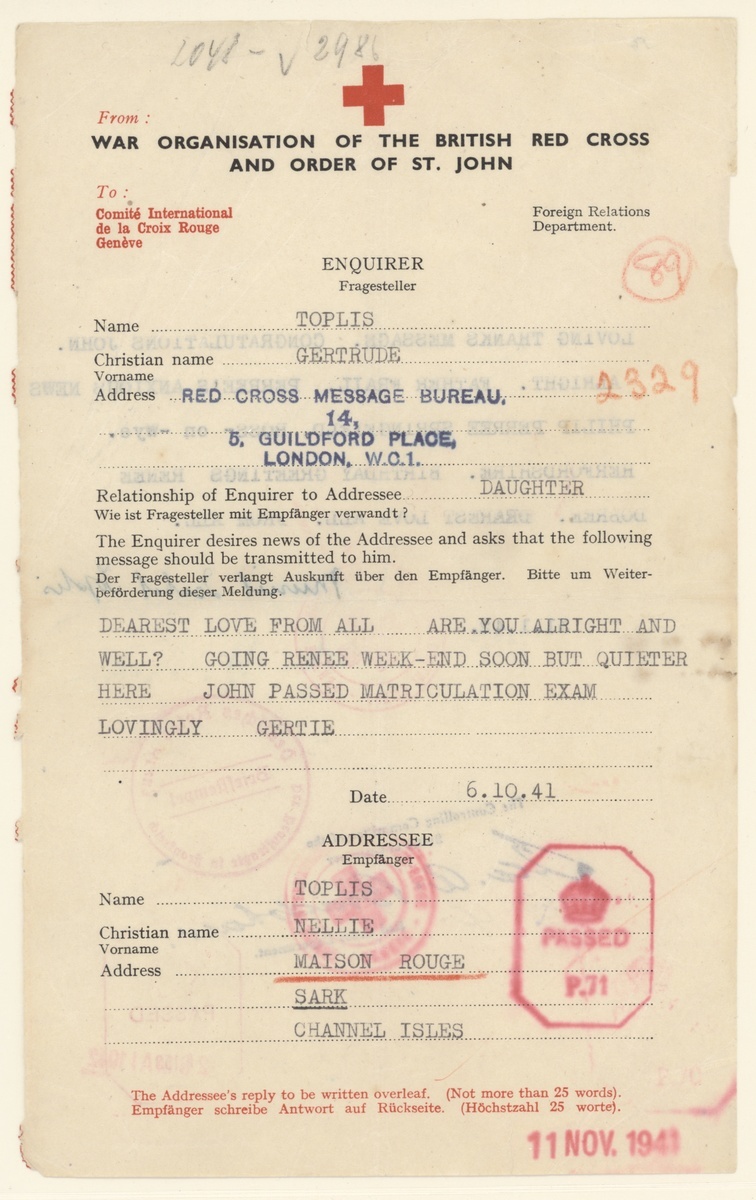 2048 - √ 2986
From :
WAR ORGANISATION OF THE BRITISH RED CROSS
AND ORDER OF ST. JOHN
To :
Comité International
de la Croix Rouge
Genève
Foreign Relations
Department.
ENQUIRER
Fragesteller
89
Name TOPLIS
Christian name GERTRUDE
Vorname
2329
Address RED CROSS MESSAGE BUREAU,
14,
5, GUILDFORD PLACE,
LONDON, W.C.1.
Relationship of Enquirer to Addressee DAUGHTER
Wie ist Fragesteller mit Empfänger verwandt ?
The Enquirer desires news of the Addressee and asks that the following
message should be transmitted to him.
Der Fragesteller verlangt Auskunft über den Empfänger. Bitte um Weiter-
beförderung dieser Meldung.
DEAREST LOVE FROM ALL ARE YOU ALRIGHT AND
WELL? GOING RENEE WEEK-END SOON BUT QUIETER
HERE JOHN PASSED MATRICULATION EXAM
LOVINGLY GERTIE
Date 6.10.41
ADDRESSEE
Empfänger
Name TOPLIS
Christian name NELLIE
Vorname
Address MAISON ROUGE
SARK
CHANNEL ISLES
PASSED
P.71
The Addressee's reply to be written overleaf. (Not more than 25 words).
Empfänger schreibe Antwort auf Rückseite. (Höchstzahl 25 worte).
11 NOV. 1941